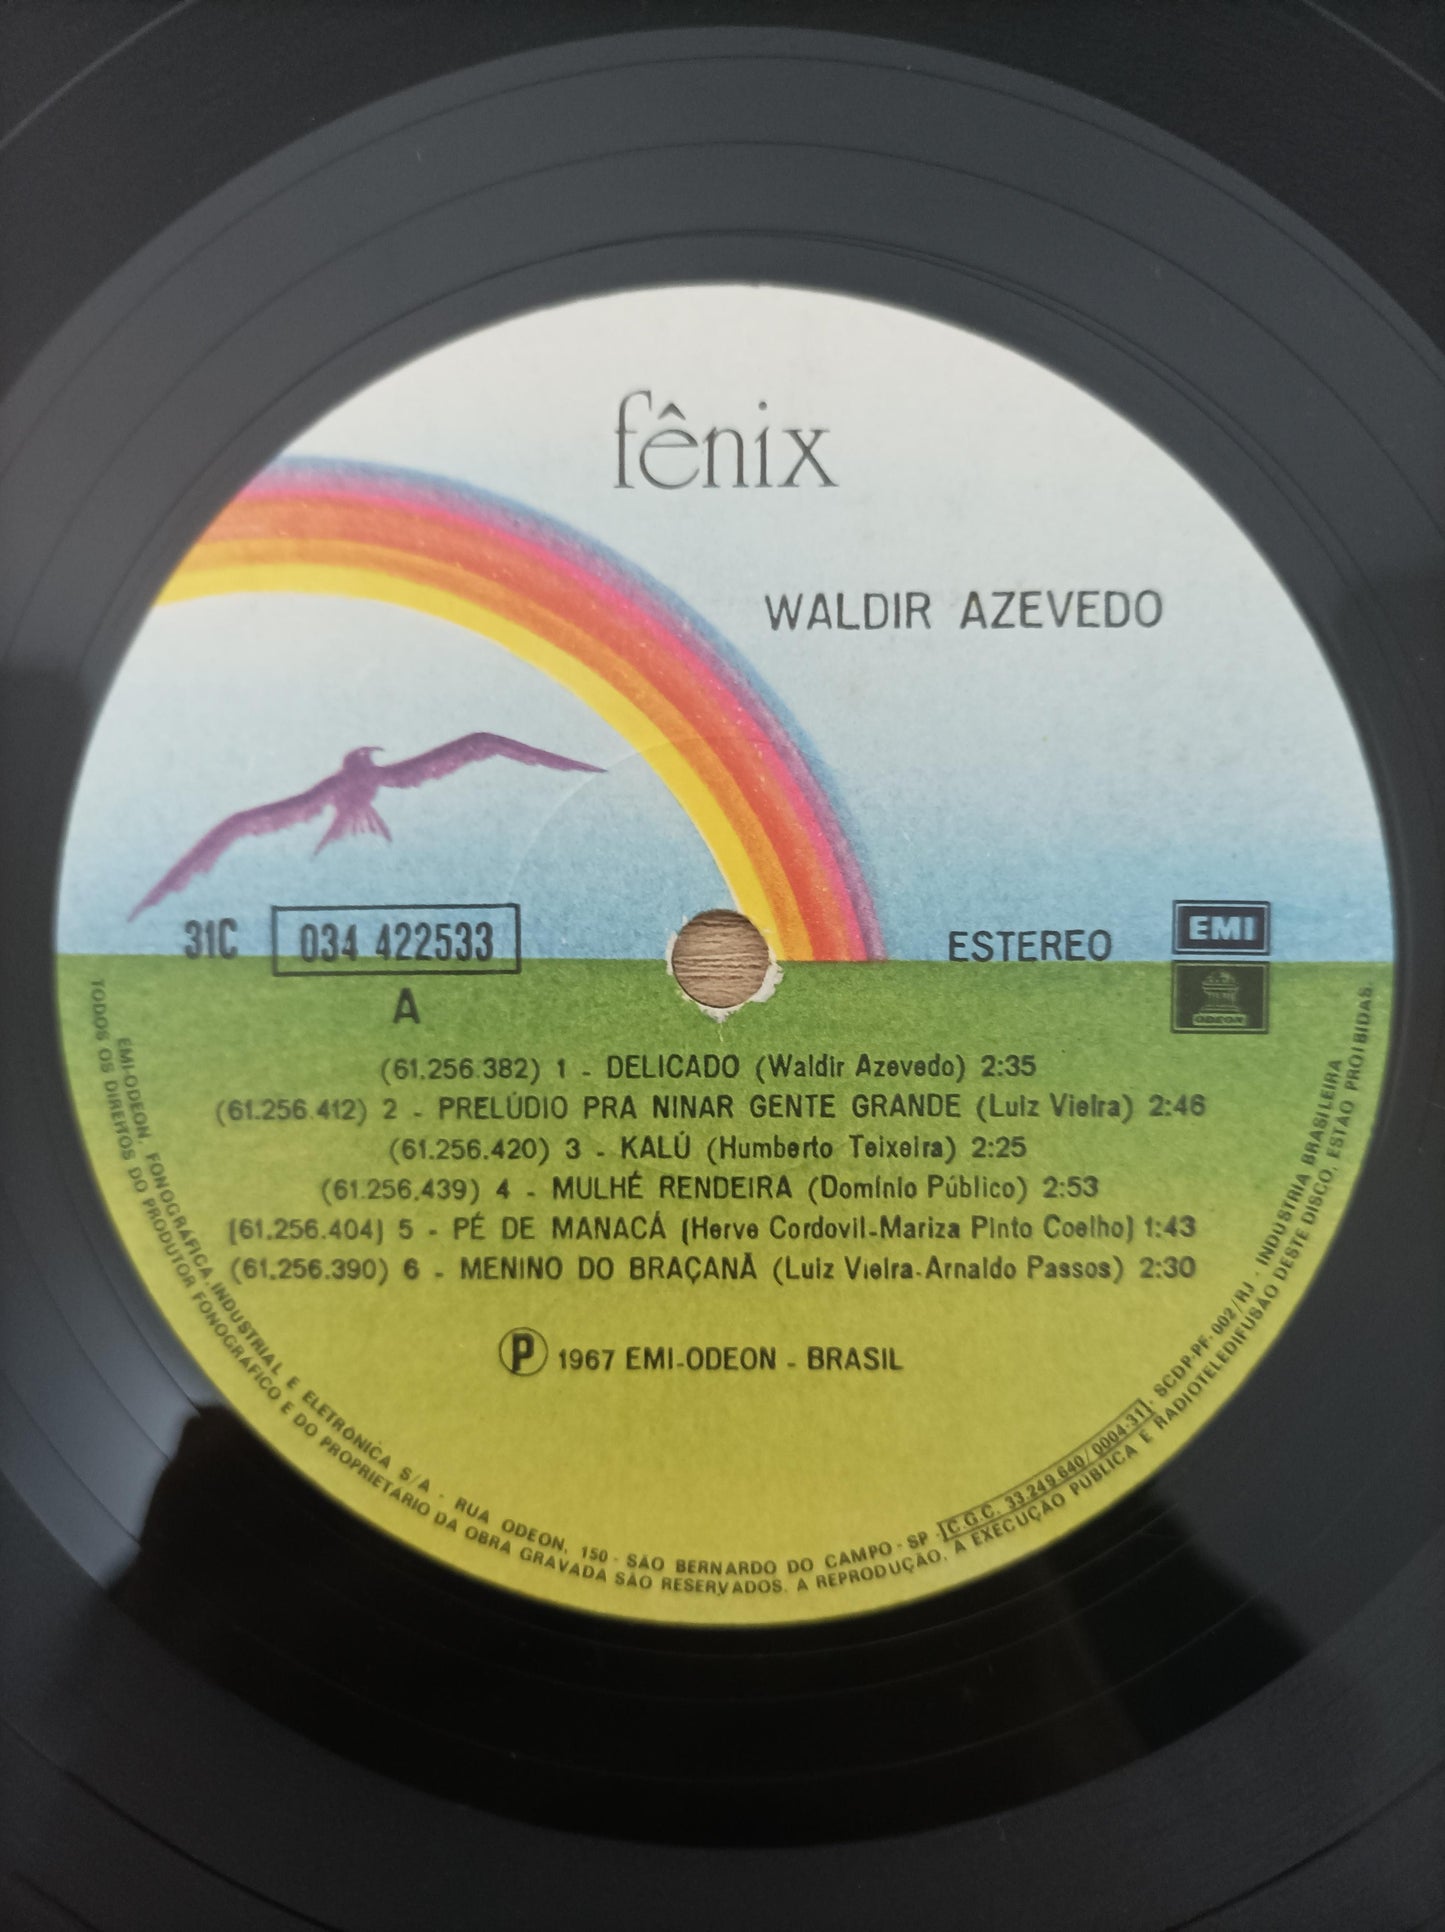 fênix
WALDIR AZEVEDO
31C 034 422533
ESTEREO
EMI
ODEON
A
(61.256.382) 1 - DELICADO (Waldir Azevedo) 2:35
(61.256.412) 2 - PRELÚDIO PRA NINAR GENTE GRANDE (Luiz Vieira) 2:46
(61.256.420) 3 - KALÚ (Humberto Teixeira) 2:25
(61.256.439) 4 - MULHÉ RENDEIRA (Domínio Público) 2:53
(61.256.404) 5 - PÉ DE MANACÁ (Herve Cordovil-Mariza Pinto Coelho) 1:43
(61.256.390) 6 - MENINO DO BRAÇANÃ (Luiz Vieira-Arnaldo Passos) 2:30
Ⓟ 1967 EMI-ODEON - BRASIL
EMI-ODEON. FONOGRÁFICA, INDUSTRIAL E ELETRONICA S/A - RUA ODEON, 150 - SÃO BERNARDO DO CAMPO - SP - C.G.C. 33.249.640/0004-31 - SCDP-PF. 002/RJ - INDUSTRIA BRASILEIRA
TODOS OS DIREITOS DO PRODUTOR FONOGRAFICO E DO PROPRIETARIO DA OBRA GRAVADA SÃO RESERVADOS. A REPRODUÇÃO, A EXECUÇÃO PUBLICA E RADIOTELEDIFUSÃO DESTE DISCO, ESTÃO PROIBIDAS.